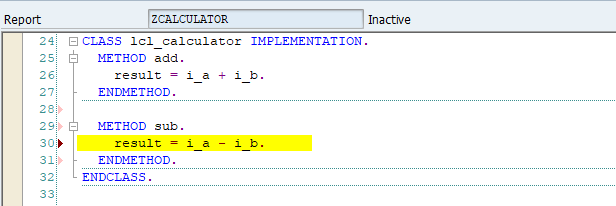 Report ZCALCULATOR Inactive
24 CLASS lcl_calculator IMPLEMENTATION.
25 METHOD add.
26 result = i_a + i_b.
27 ENDMETHOD.
28
29 METHOD sub.
30 result = i_a - i_b.
31 ENDMETHOD.
32 ENDCLASS.
33